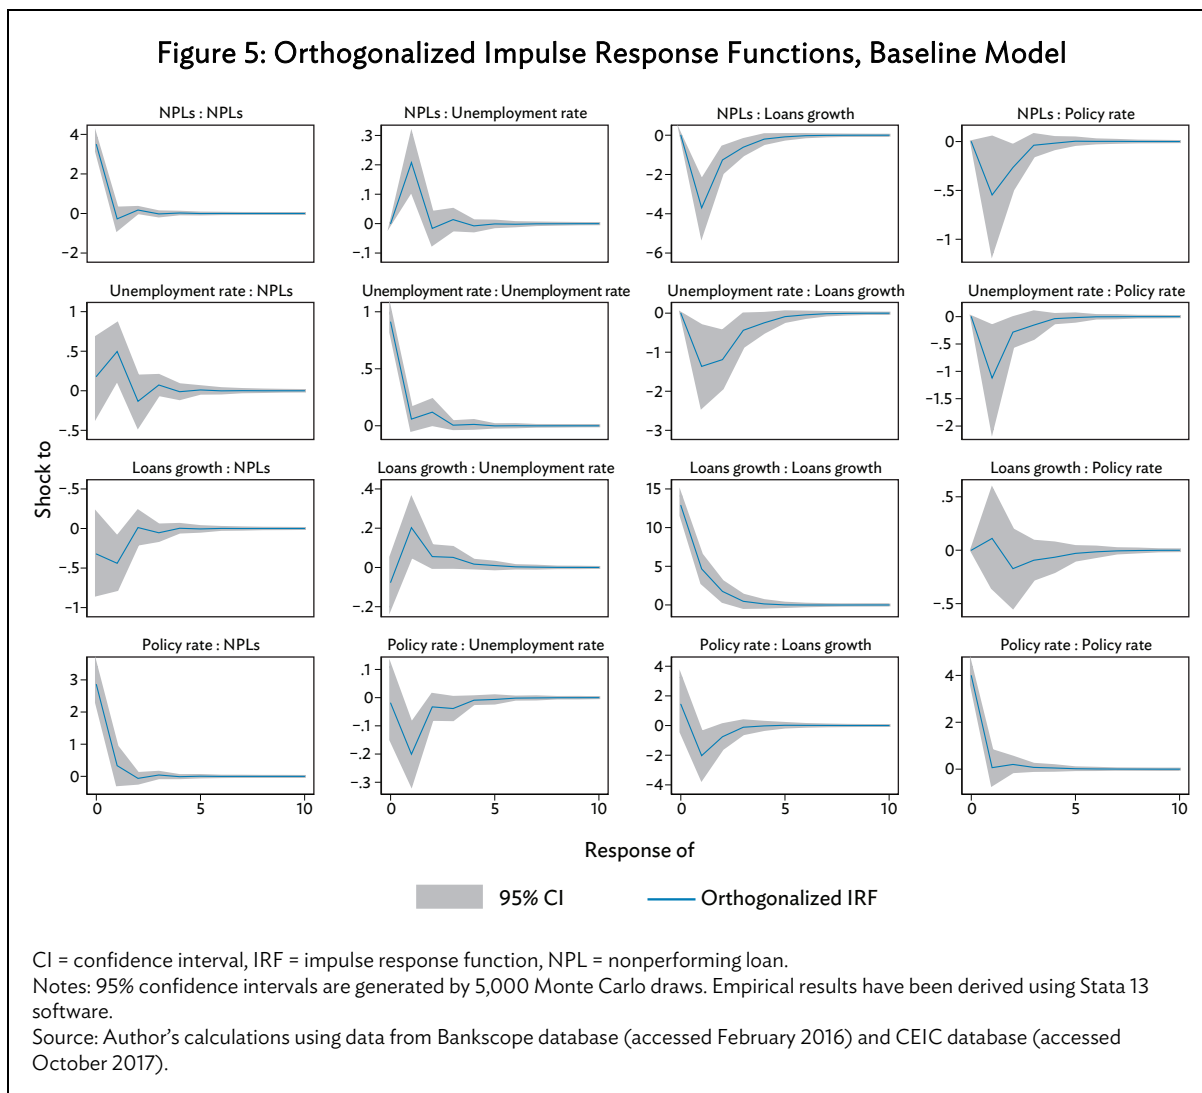 Figure 5: Orthogonalized Impulse Response Functions, Baseline Model
NPLs : NPLs
NPLs : Unemployment rate
NPLs : Loans growth
NPLs : Policy rate
4
2
0
−2
.3
.2
.1
0
−.1
0
−2
−4
−6
0
−.5
−1
Unemployment rate : NPLs
Unemployment rate : Unemployment rate
Unemployment rate : Loans growth
Unemployment rate : Policy rate
1
.5
0
−.5
1
.5
0
0
−1
−2
−3
0
−.5
−1
−1.5
−2
Shock to
Loans growth : NPLs
Loans growth : Unemployment rate
Loans growth : Loans growth
Loans growth : Policy rate
−.5
0
−.5
−1
.4
.2
0
−.2
15
10
5
0
.5
0
−.5
Policy rate : NPLs
Policy rate : Unemployment rate
Policy rate : Loans growth
Policy rate : Policy rate
3
2
1
0
.1
0
−.1
−.2
−.3
4
2
0
−2
−4
4
2
0
0 5 10
0 5 10
0 5 10
0 5 10
Response of
95% CI
Orthogonalized IRF
CI = confidence interval, IRF = impulse response function, NPL = nonperforming loan.
Notes: 95% confidence intervals are generated by 5,000 Monte Carlo draws. Empirical results have been derived using Stata 13
software.
Source: Author’s calculations using data from Bankscope database (accessed February 2016) and CEIC database (accessed
October 2017).